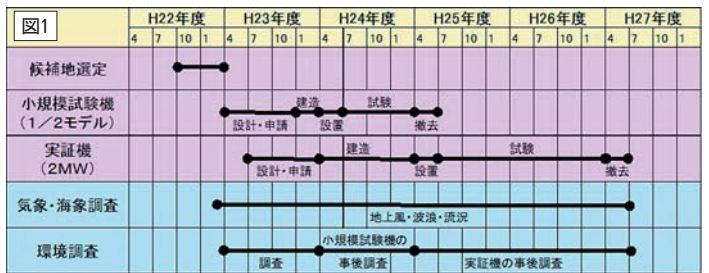 図1
H22年度 H23年度 H24年度 H25年度 H26年度 H27年度
4 7 10 1 4 7 10 1 4 7 10 1 4 7 10 1 4 7 10 1 4 7 10 1
候補地選定
小規模試験機
(1/2モデル)
建造 試験
設計・申請 設置 撤去
実証機
(2MW)
建造 試験
設計・申請 設置 撤去
気象・海象調査
地上風・波浪・流況
環境調査
小規模試験機の
調査 事後調査 実証機の事後調査